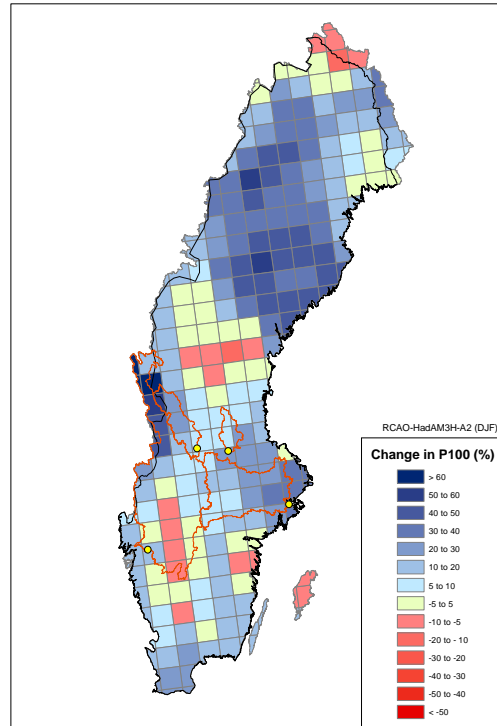 RCAO-HadAM3H-A2 (DJF)
Change in P100 (%)
> 60
50 to 60
40 to 50
30 to 40
20 to 30
10 to 20
5 to 10
-5 to 5
-10 to -5
-20 to - 10
-30 to -20
-40 to -30
-50 to -40
< -50